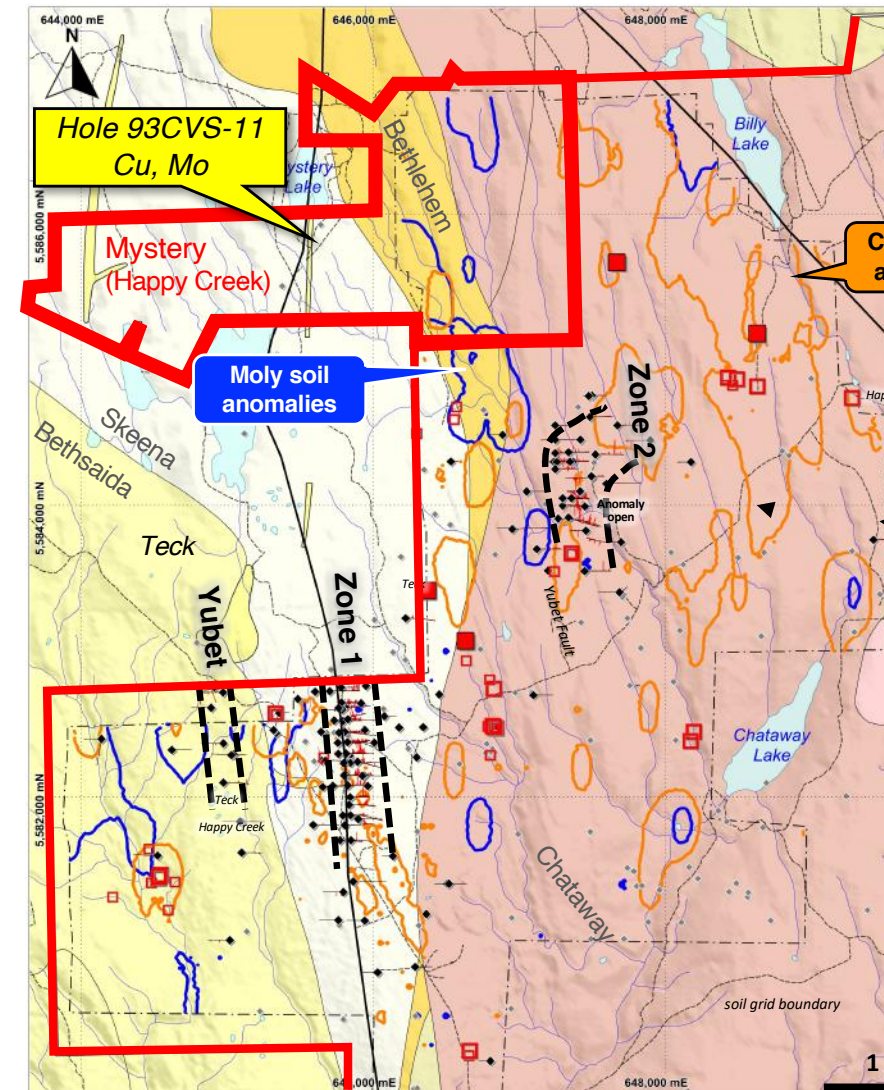 644,000 mE
646,000 mE
648,000 mE
N
Hole 93CVS-11
Cu, Mo
Lake
Billy
Lake
Bethlehem
5,586,000 mN
Mystery
(Happy Creek)
C
a
Moly soil
anomalies
Zone 2
Skeena
Bethsaida
Anomaly
open
5,584,000 mN
Teck
Teck
Zone 1
Yubet
Yubet Fault
Chataway
Lake
Teck
Happy Creek
5,582,000 mN
Chataway
soil grid boundary
648,000 mE
1